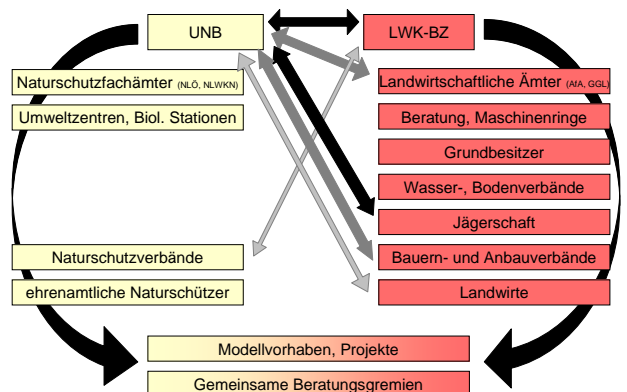 UNB
LWK-BZ
Naturschutzfachämter (NLÖ, NLWKN)
Landwirtschaftliche Ämter (AfA, GGL)
Umweltzentren, Biol. Stationen
Beratung, Maschinenringe
Grundbesitzer
Wasser-, Bodenverbände
Jägerschaft
Naturschutzverbände
Bauern- und Anbauverbände
ehrenamtliche Naturschützer
Landwirte
Modellvorhaben, Projekte
Gemeinsame Beratungsgremien